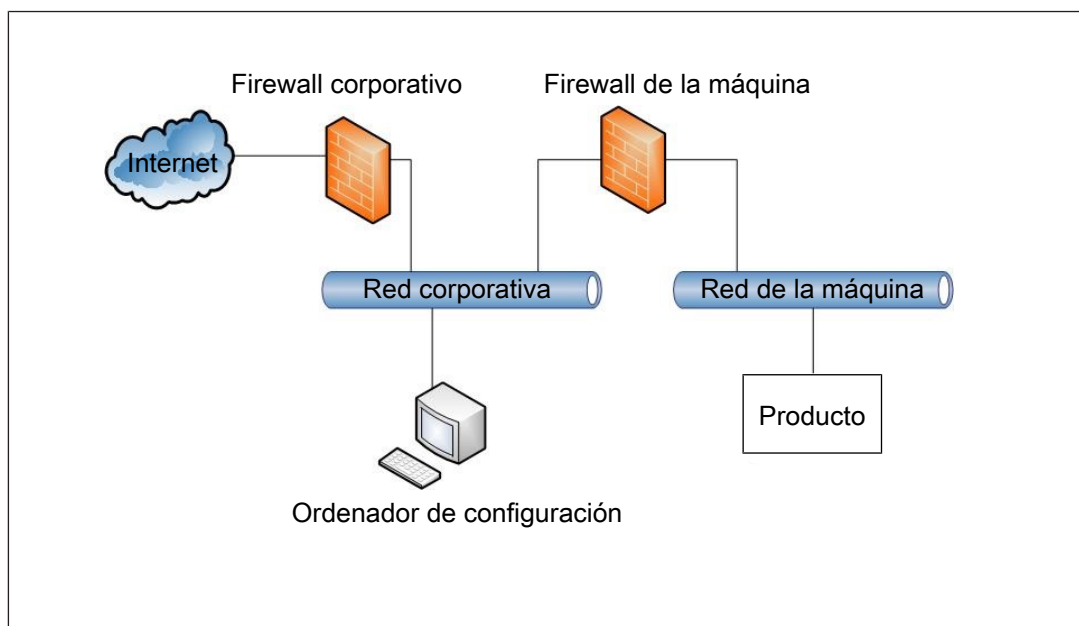 Firewall corporativo
Firewall de la máquina
Internet
Red corporativa
Red de la máquina
Producto
Ordenador de configuración